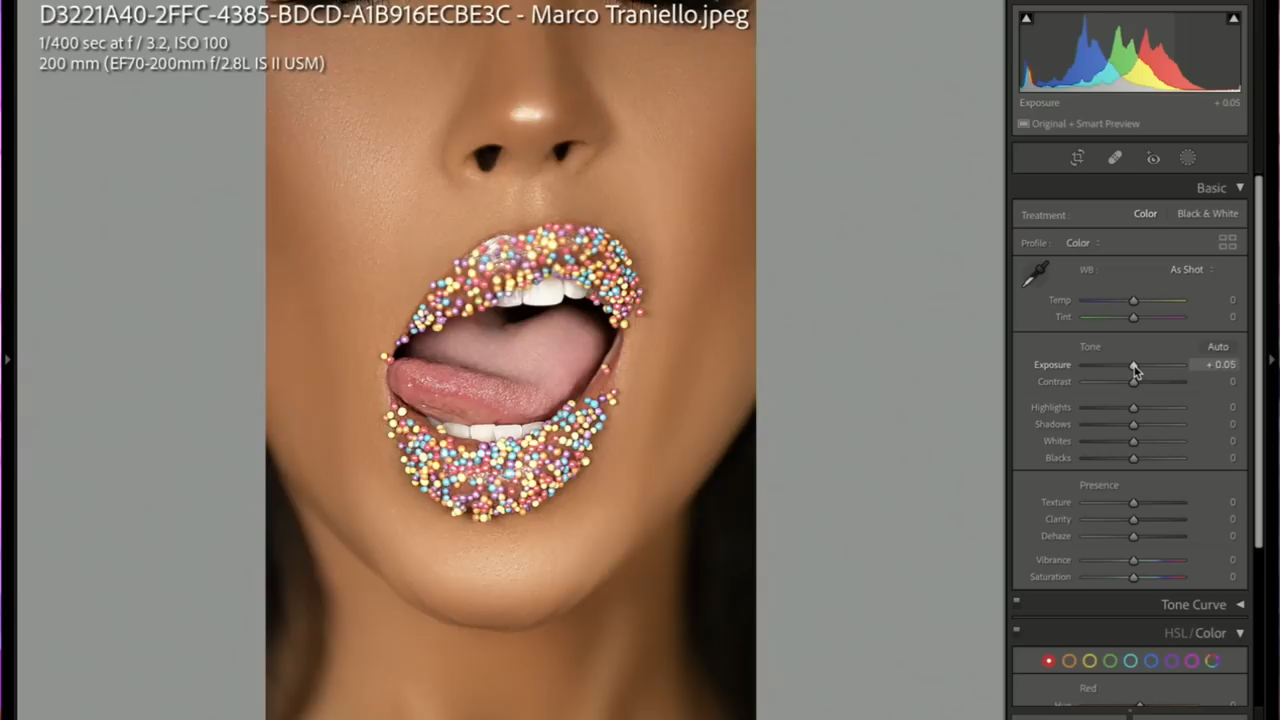 D3221A40-2FFC-4385-BDCD-A1B916ECBE3C - Marco Traniello.jpeg
1/400 sec at f / 3.2, ISO 100
200 mm (EF70-200mm f/2.8L IS II USM)
Exposure + 0.05
Original + Smart Preview
Basic
Treatment : Color Black & White
Profile : Color
WB : As Shot
Temp 0
Tint 0
Tone Auto
Exposure + 0.05
Contrast 0
Highlights 0
Shadows 0
Whites 0
Blacks 0
Presence
Texture 0
Clarity 0
Dehaze 0
Vibrance 0
Saturation 0
Tone Curve
HSL / Color
Red